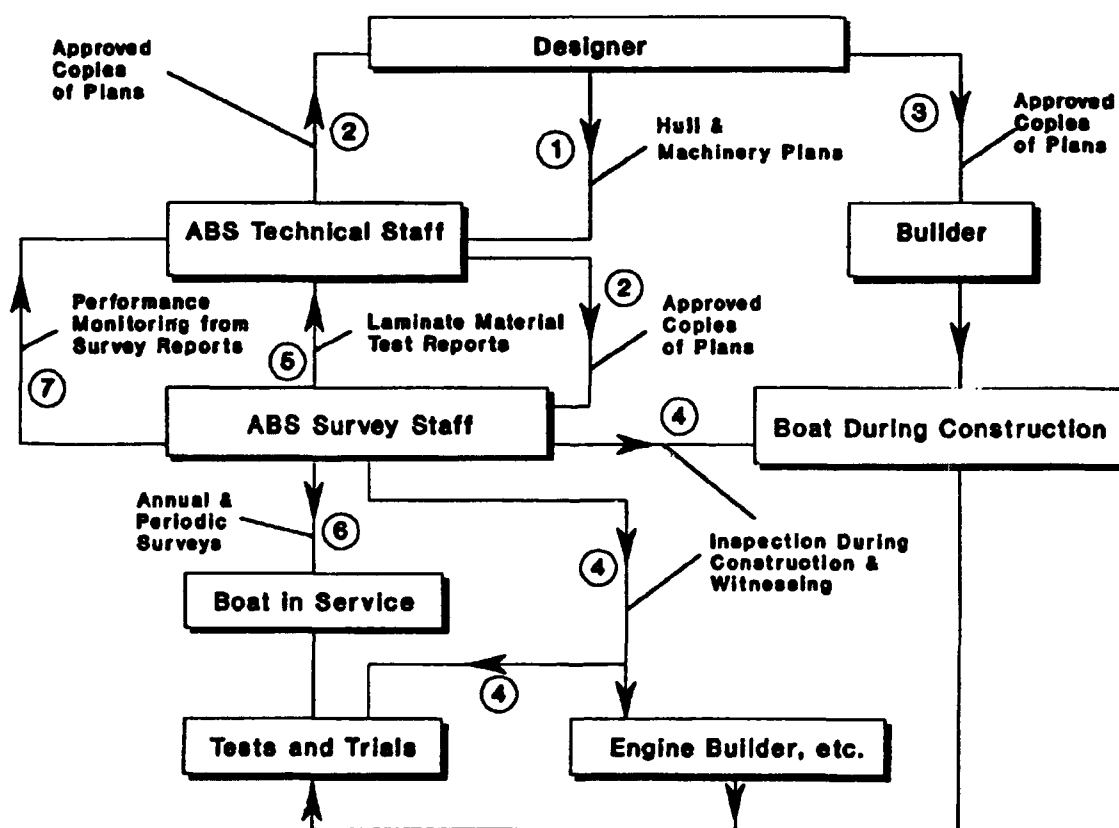 Designer
Approved
Copies
of Plans
2
1
Hull &
Machinery Plans
3
Approved
Copies
of Plans
ABS Technical Staff
Builder
2
Performance
Monitoring from
Survey Reports
Laminate Material
Test Reports
Approved
Copies
of Plans
5
7
ABS Survey Staff
4
Boat During Construction
Annual &
Periodic
Surveys
6
4
Inspection During
Construction &
Witnessing
Boat in Service
4
Tests and Trials
Engine Builder, etc.